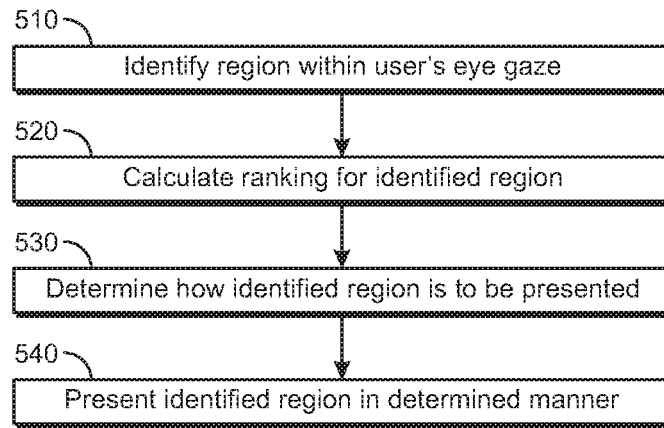 510
Identify region within user's eye gaze
520
Calculate ranking for identified region
530
Determine how identified region is to be presented
540
Present identified region in determined manner